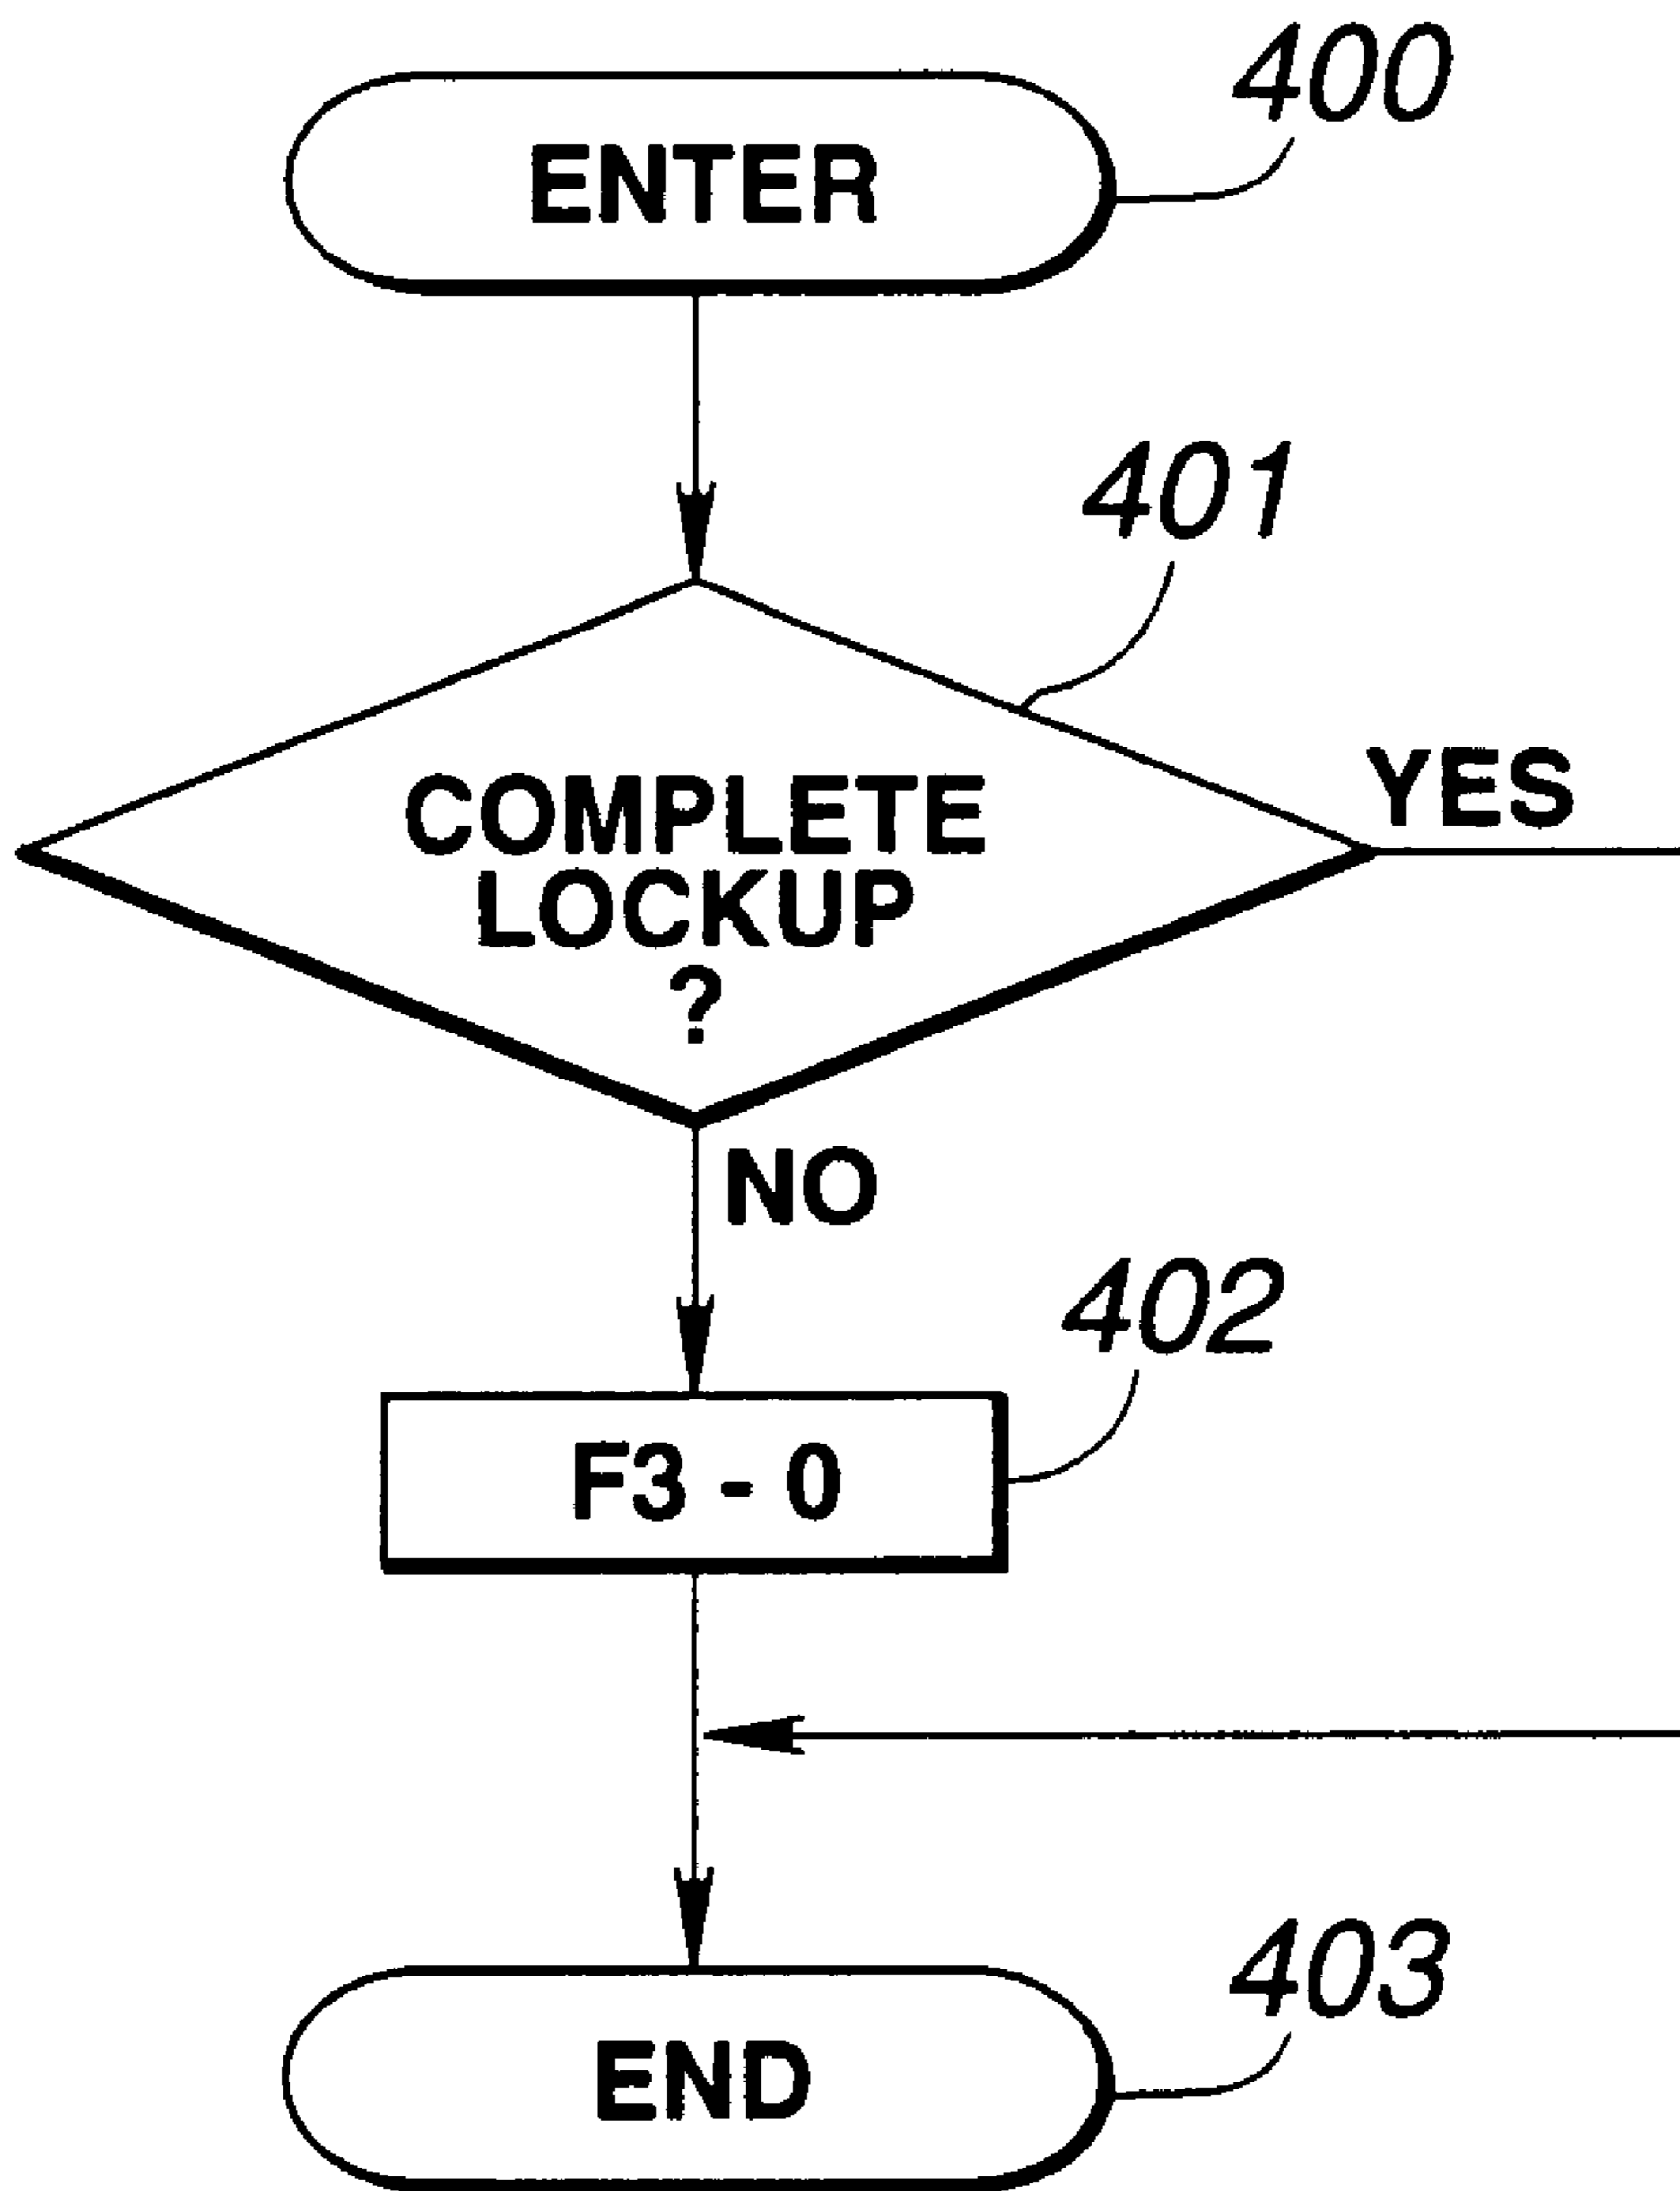 400
ENTER
401
COMPLETE
LOCKUP
?
YES
NO
402
F3 - 0
403
END